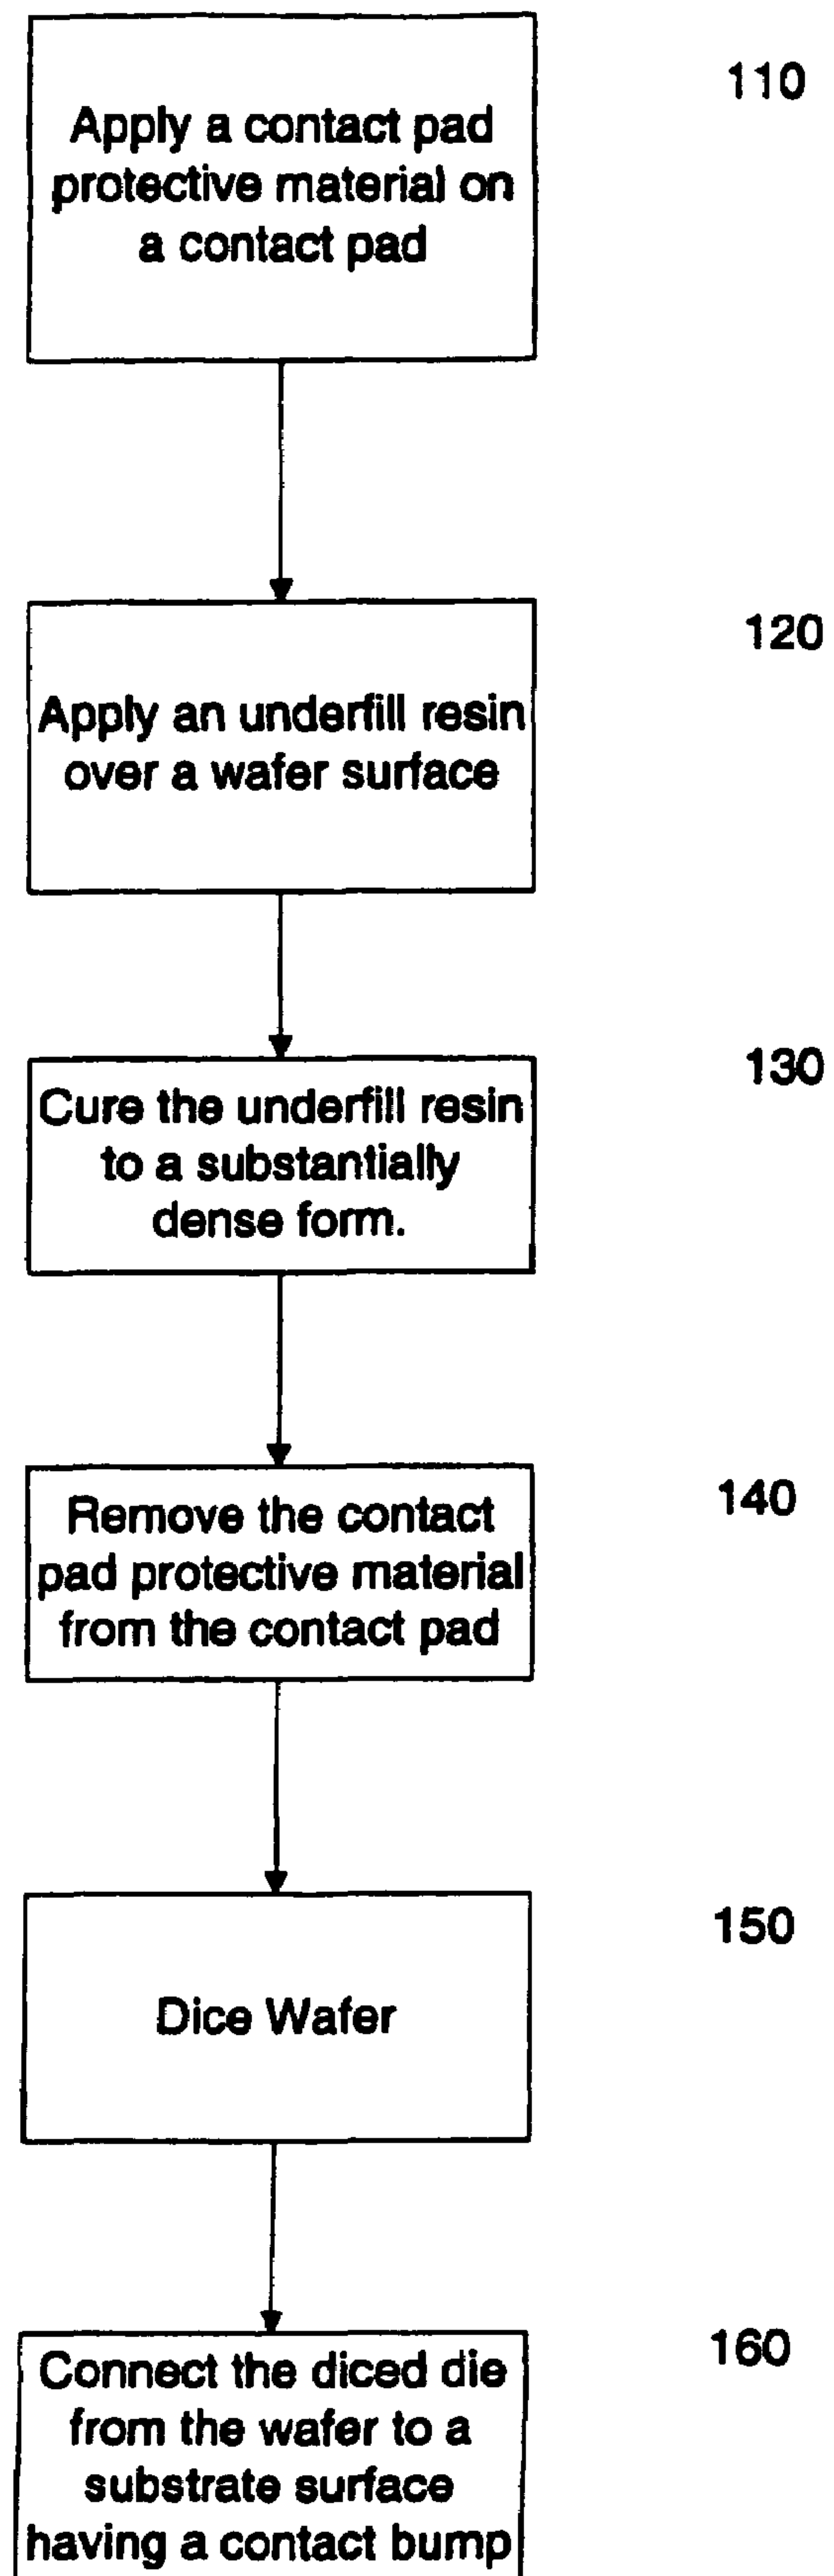 110
Apply a contact pad
protective material on
a contact pad
120
Apply an underfill resin
over a wafer surface
130
Cure the underfill resin
to a substantially
dense form.
140
Remove the contact
pad protective material
from the contact pad
150
Dice Wafer
160
Connect the diced die
from the wafer to a
substrate surface
having a contact bump